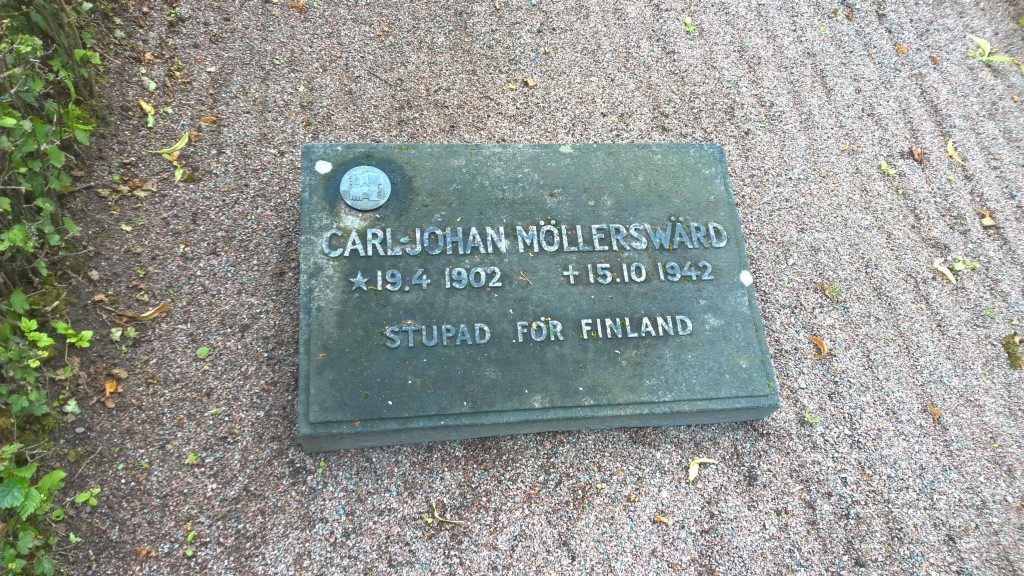 CARL-JOHAN MÖLLERSWÄRD
★19.4 1902 ✝15.10 1942
STUPAD FÖR FINLAND